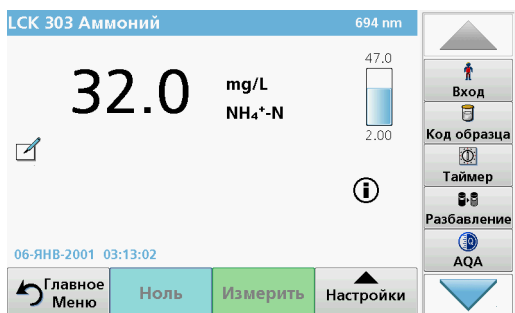 LCK 303 Аммоний 694 nm
47.0
32.0 mg/L
NH₄⁺-N
2.00
06-ЯНВ-2001 03:13:02
Главное
Меню
Ноль
Измерить
Настройки
Вход
Код образца
Таймер
Разбавление
AQA